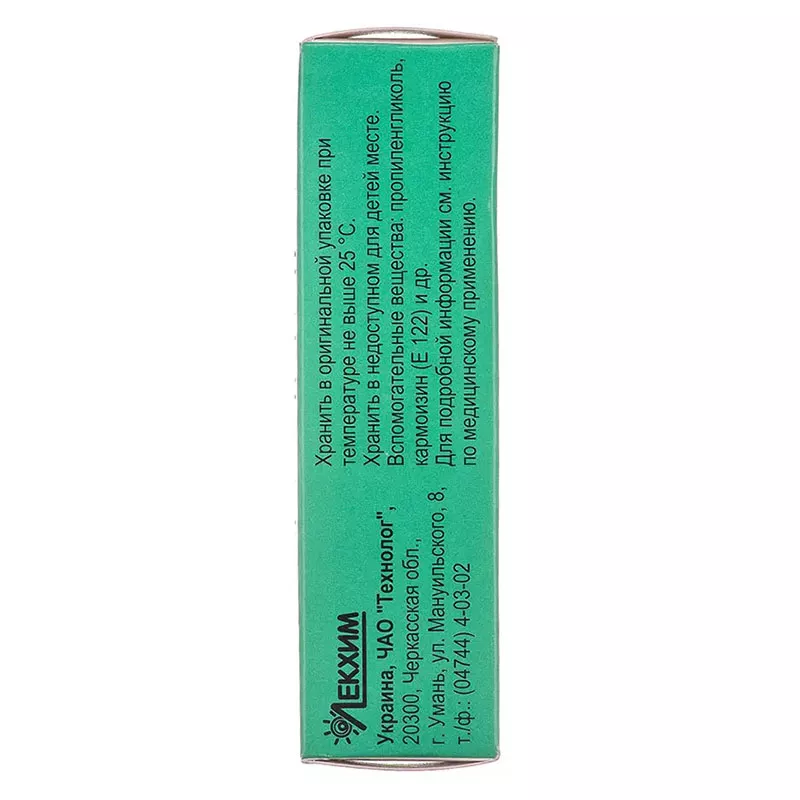 ЛЕКХИМ
Украина, ЧАО "Технолог",
20300, Черкасская обл.,
г. Умань, ул. Мануильского, 8,
т./ф.: (04744) 4-03-02
Хранить в оригинальной упаковке при
температуре не выше 25 °С.
Хранить в недоступном для детей месте.
Вспомогательные вещества: пропиленгликоль,
кармоизин (Е 122) и др.
Для подробной информации см. инструкцию
по медицинскому применению.